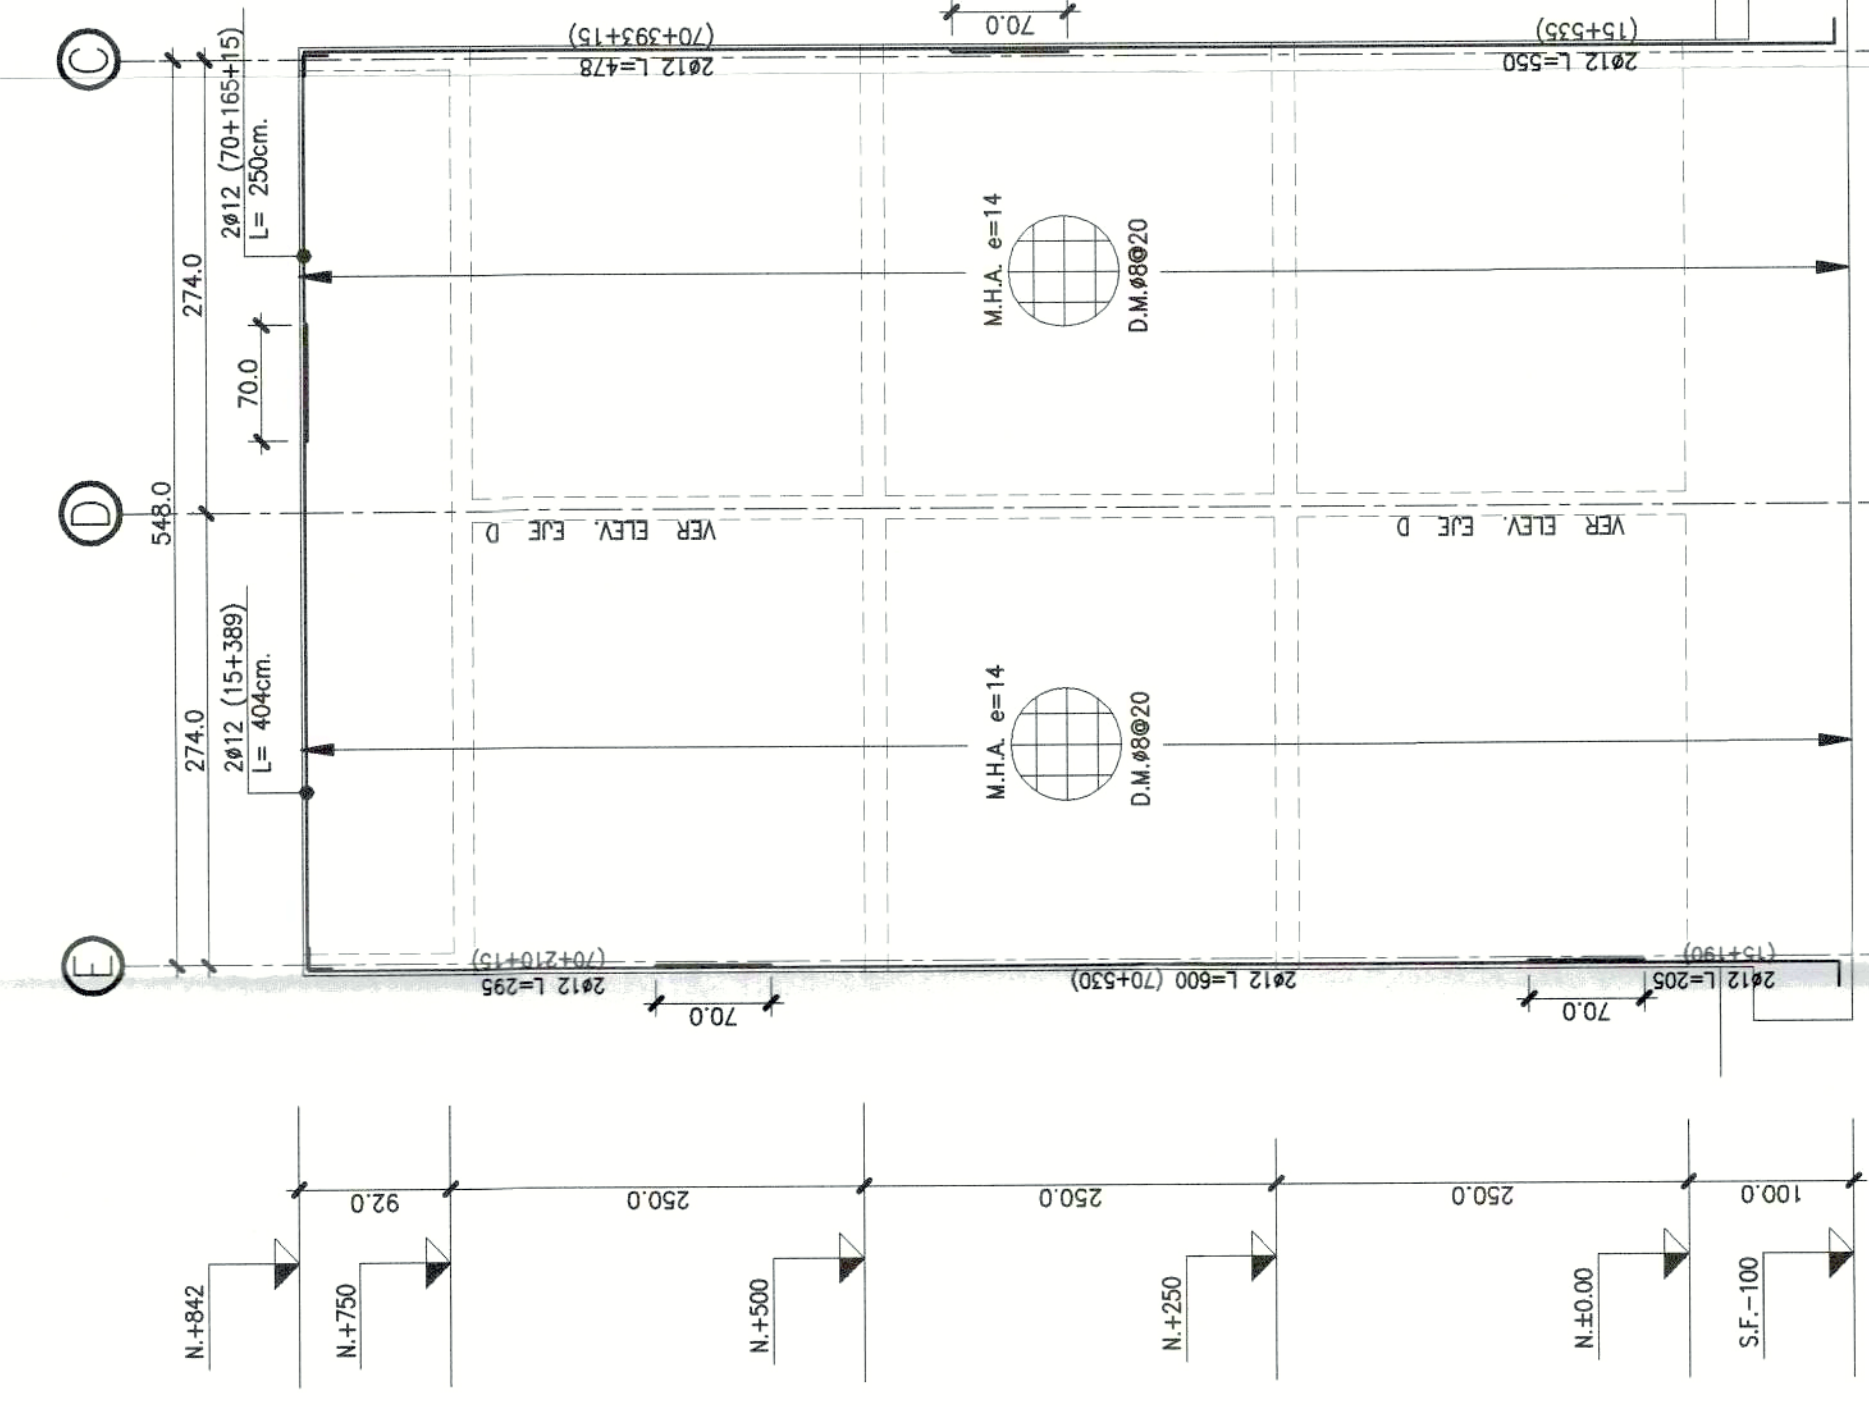 E
D
C
548.0
274.0
274.0
2ø12 (15+389)
L= 404cm.
70.0
2ø12 (70+165+15)
L= 250cm.
2ø12 L=478
(70+393+15)
70.0
2ø12 L=550
(15+535)
M.H.A. e=14
D.M.ø8@20
M.H.A. e=14
D.M.ø8@20
VER ELEV. EJE D
VER ELEV. EJE D
2ø12 L=295
(70+210+15)
70.0
2ø12 L=600 (70+530)
70.0
2ø12 L=205
(15+190)
92.0
250.0
250.0
250.0
100.0
N.+842
N.+750
N.+500
N.+250
N.±0.00
S.F.-100